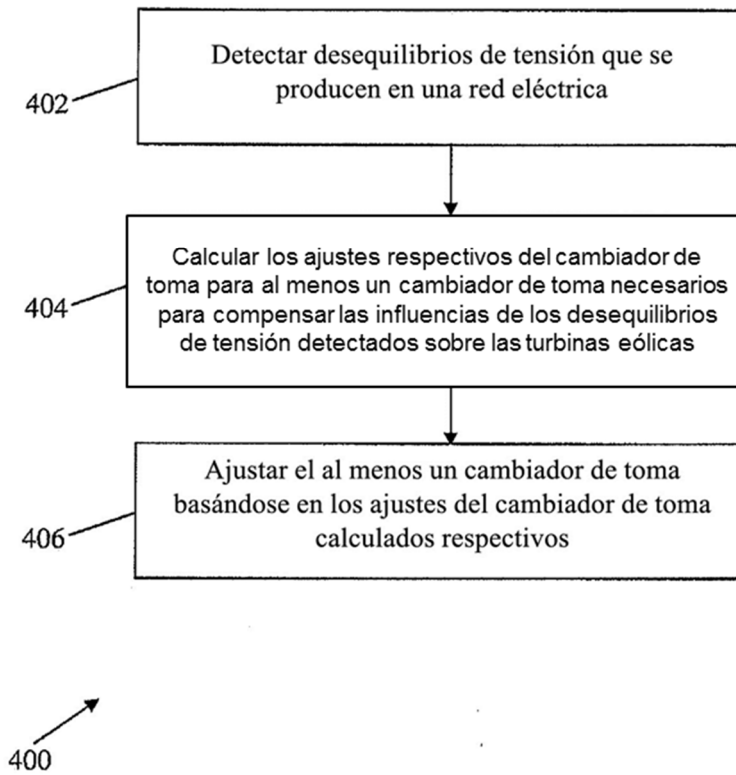 Detectar desequilibrios de tensión que se
producen en una red eléctrica
402
Calcular los ajustes respectivos del cambiador de
toma para al menos un cambiador de toma necesarios
para compensar las influencias de los desequilibrios
de tensión detectados sobre las turbinas eólicas
404
Ajustar el al menos un cambiador de toma
basándose en los ajustes del cambiador de toma
calculados respectivos
406
400